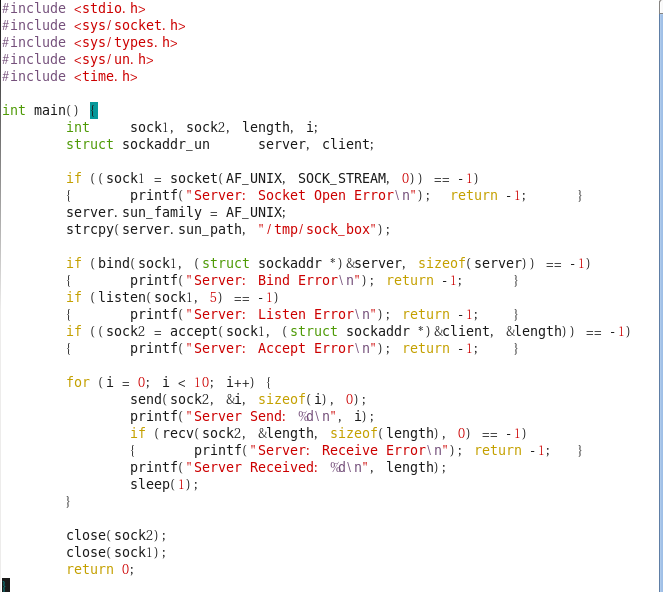 #include <stdio.h>
#include <sys/socket.h>
#include <sys/types.h>
#include <sys/un.h>
#include <time.h>
int main() {
int sock1, sock2, length, i;
struct sockaddr_un server, client;
if ((sock1 = socket(AF_UNIX, SOCK_STREAM, 0)) == -1)
{ printf("Server: Socket Open Error\n"); return -1; }
server.sun_family = AF_UNIX;
strcpy(server.sun_path, "/tmp/sock_box");
if (bind(sock1, (struct sockaddr *)&server, sizeof(server)) == -1)
{ printf("Server: Bind Error\n"); return -1; }
if (listen(sock1, 5) == -1)
{ printf("Server: Listen Error\n"); return -1; }
if ((sock2 = accept(sock1, (struct sockaddr *)&client, &length)) == -1)
{ printf("Server: Accept Error\n"); return -1; }
for (i = 0; i < 10; i++) {
send(sock2, &i, sizeof(i), 0);
printf("Server Send: %d\n", i);
if (recv(sock2, &length, sizeof(length), 0) == -1)
{ printf("Server: Receive Error\n"); return -1; }
printf("Server Received: %d\n", length);
sleep(1);
}
close(sock2);
close(sock1);
return 0;
}